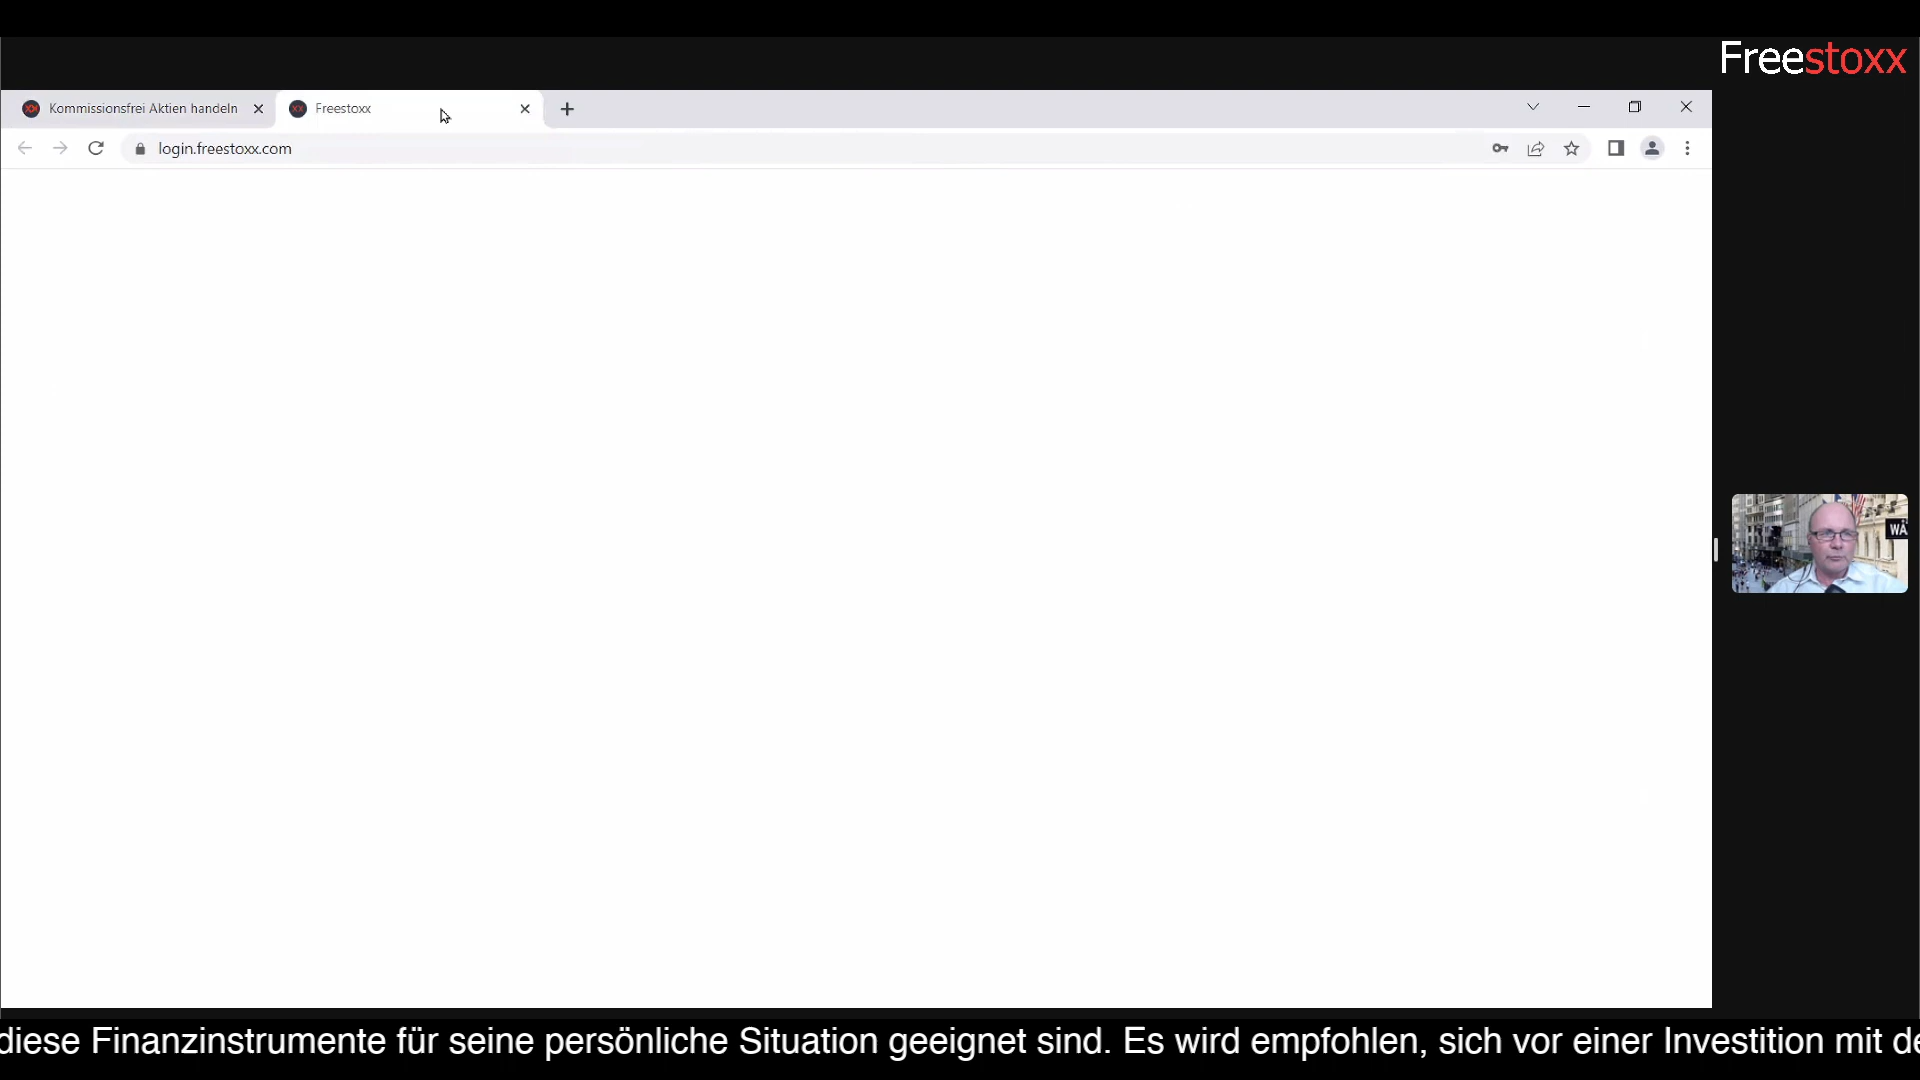 Freestoxx
Kommissionsfrei Aktien handeln
Freestoxx
login.freestoxx.com
WA
diese Finanzinstrumente für seine persönliche Situation geeignet sind. Es wird empfohlen, sich vor einer Investition mit de